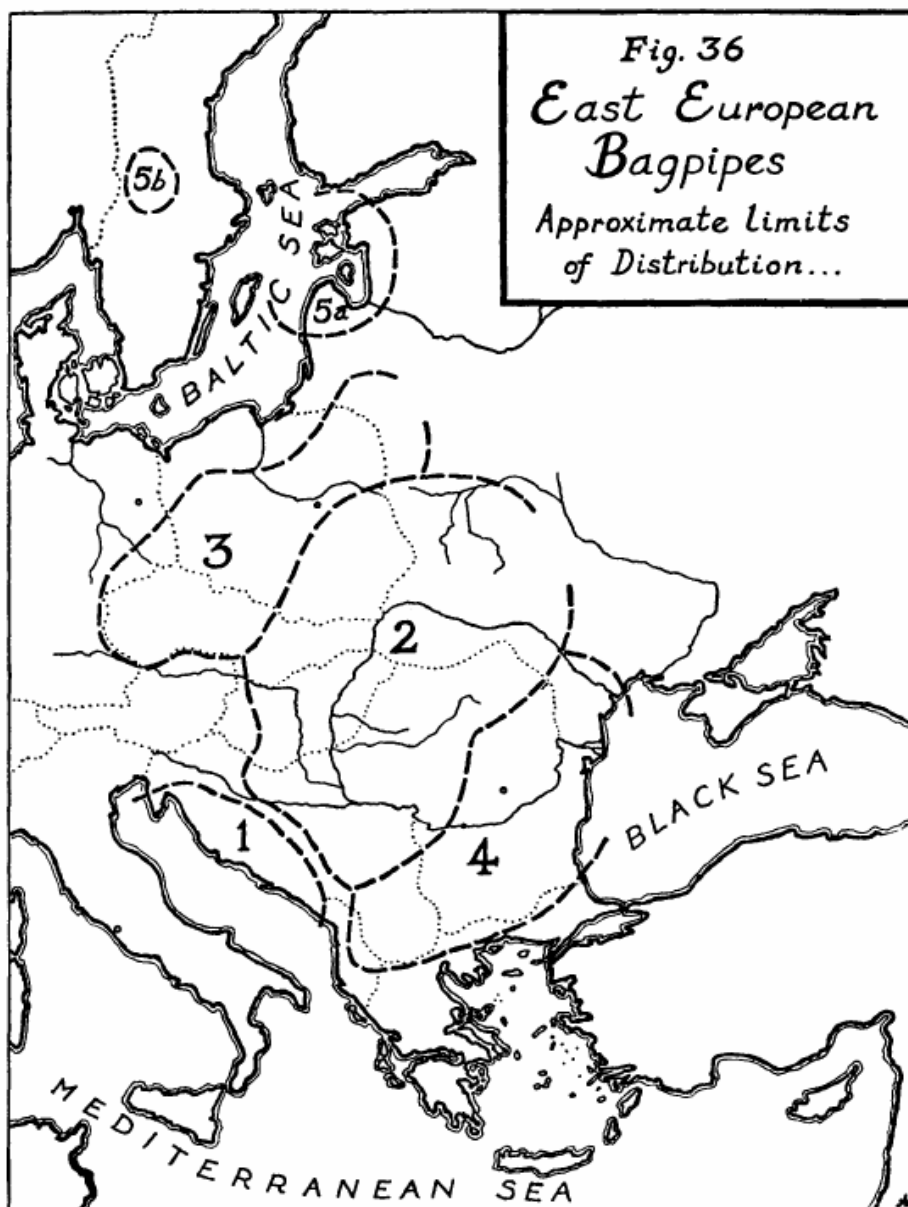 Fig. 36
East European
Bagpipes
Approximate limits
of Distribution...
5b
BALTIC SEA
5a
3
2
1
4
BLACK SEA
MEDITERRANEAN SEA